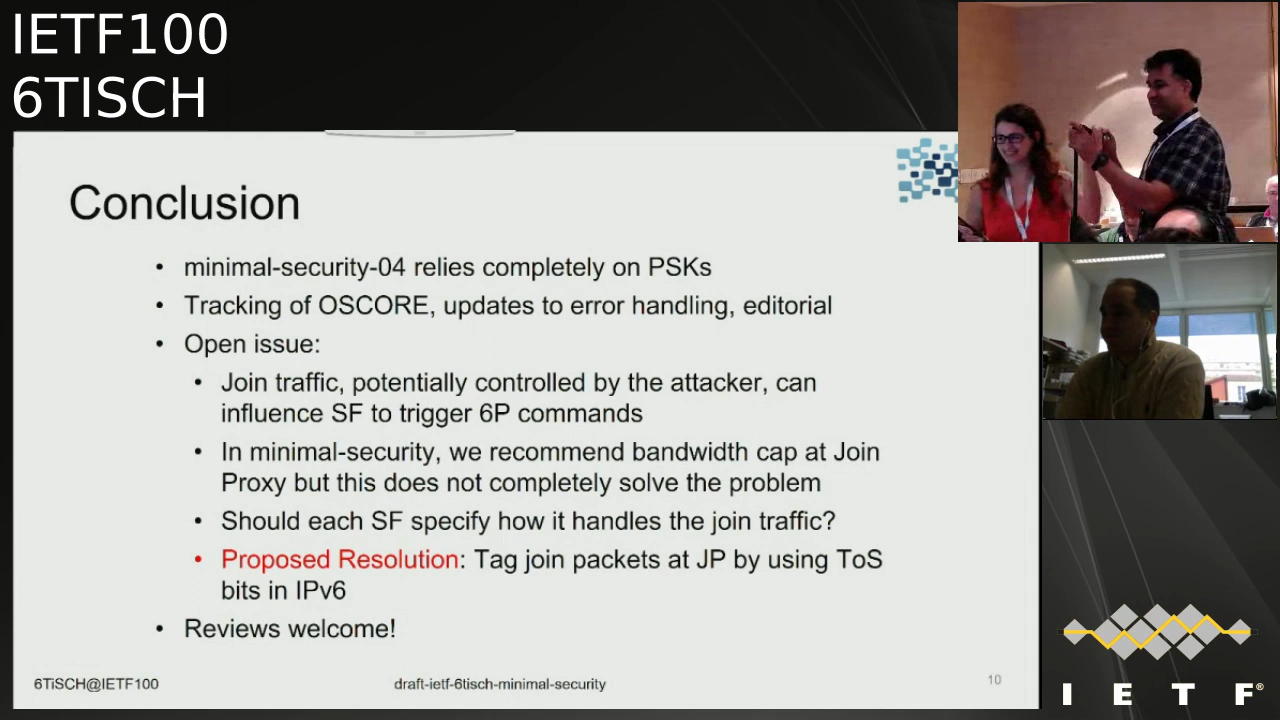 IETF100
6TISCH
Conclusion
• minimal-security-04 relies completely on PSKs
• Tracking of OSCORE, updates to error handling, editorial
• Open issue:
• Join traffic, potentially controlled by the attacker, can
influence SF to trigger 6P commands
• In minimal-security, we recommend bandwidth cap at Join
Proxy but this does not completely solve the problem
• Should each SF specify how it handles the join traffic?
• Proposed Resolution: Tag join packets at JP by using ToS
bits in IPv6
• Reviews welcome!
6TiSCH@IETF100
draft-ietf-6tisch-minimal-security
10
I E T F®